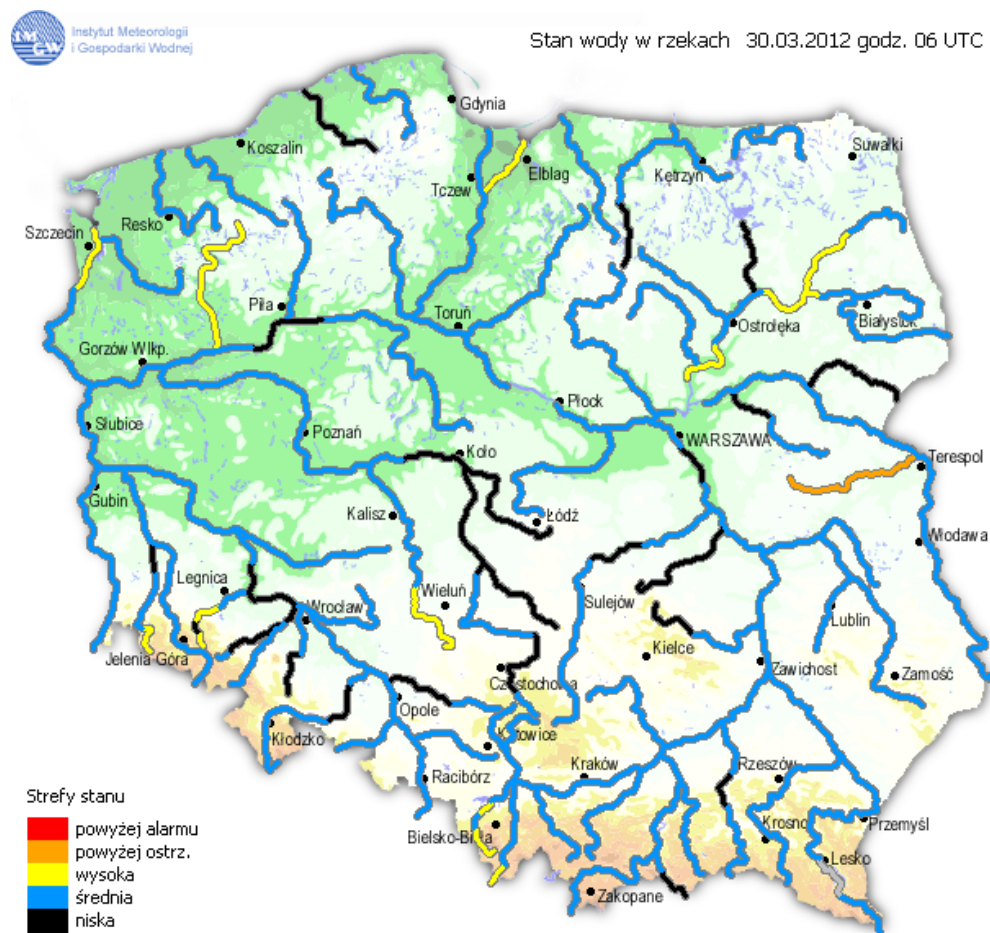 IM
GW
Instytut Meteorologii
i Gospodarki Wodnej
Stan wody w rzekach 30.03.2012 godz. 06 UTC
Gdynia
Koszalin
Suwałki
Elbląg
Kętrzyn
Tczew
Resko
Szczecin
Piła
Toruń
Ostrołęka
Białystok
Gorzów Wlkp.
Płock
Słubice
Poznań
WARSZAWA
Koło
Terespol
Gubin
Kalisz
Łódź
Włodawa
Legnica
Wieluń
Sulejów
Wrocław
Lublin
Jelenia Góra
Kielce
Zawichost
Zamość
Częstochowa
Opole
Kłodzko
Katowice
Racibórz
Kraków
Rzeszów
Strefy stanu
powyżej alarmu
powyżej ostrz.
wysoka
średnia
niska
Bielsko-Biała
Krosno
Przemyśl
Lesko
Zakopane